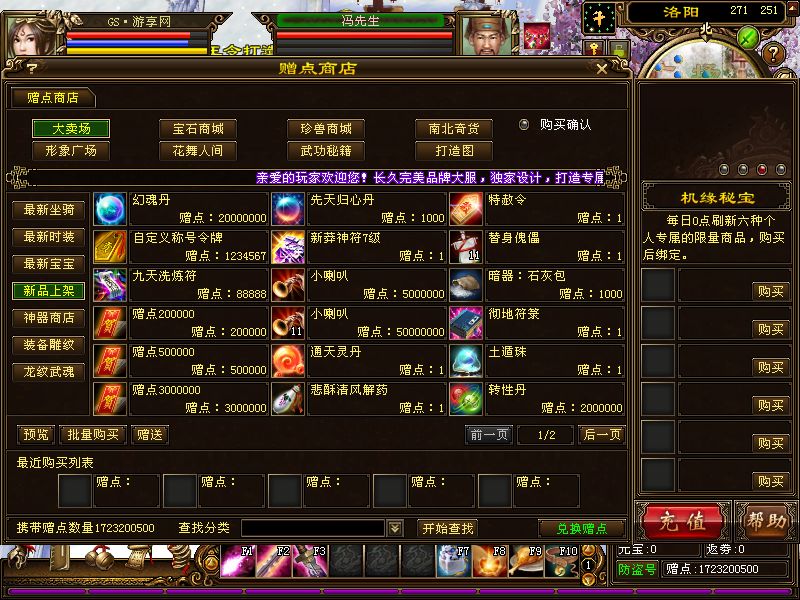 GS·游享网
冯先生
洛阳 271 251
北
赠点商店
赠点商店
大卖场 宝石商城 珍兽商城 南北奇货 购买确认
形象广场 花舞人间 武功秘籍 打造图
亲爱的玩家欢迎您! 长久完美品牌大服，独家设计，打造专属
最新坐骑
最新时装
最新宝宝
新品上架
神器商店
装备雕纹
龙纹武魂
幻魂丹 赠点：20000000
先天归心丹 赠点：1000
特赦令 赠点：1
自定义称号令牌 赠点：1234567
新莽神符7级 赠点：1
替身傀儡 赠点：1
11
九天洗炼符 赠点：88888
小喇叭 赠点：5000000
暗器：石灰包 赠点：1000
赠点200000 赠点：200000
小喇叭 赠点：50000000
11
彻地符箓 赠点：1
赠点500000 赠点：500000
通天灵丹 赠点：1
土遁珠 赠点：1
赠点3000000 赠点：3000000
悲酥清风解药 赠点：1
转性丹 赠点：2000000
预览 批量购买 赠送 前一页 1/2 后一页
最近购买列表
赠点： 赠点： 赠点： 赠点： 赠点：
携带赠点数量1723200500 查找分类 开始查找 兑换赠点
机缘秘宝
每日0点刷新六种个
人专属的限量商品，购买
后绑定。
购买
购买
购买
购买
购买
购买
充值 帮助
F1 F2 F3 F7 F8 F9 F10 1
元宝:0 返劵:0
防盗号 赠点:1723200500